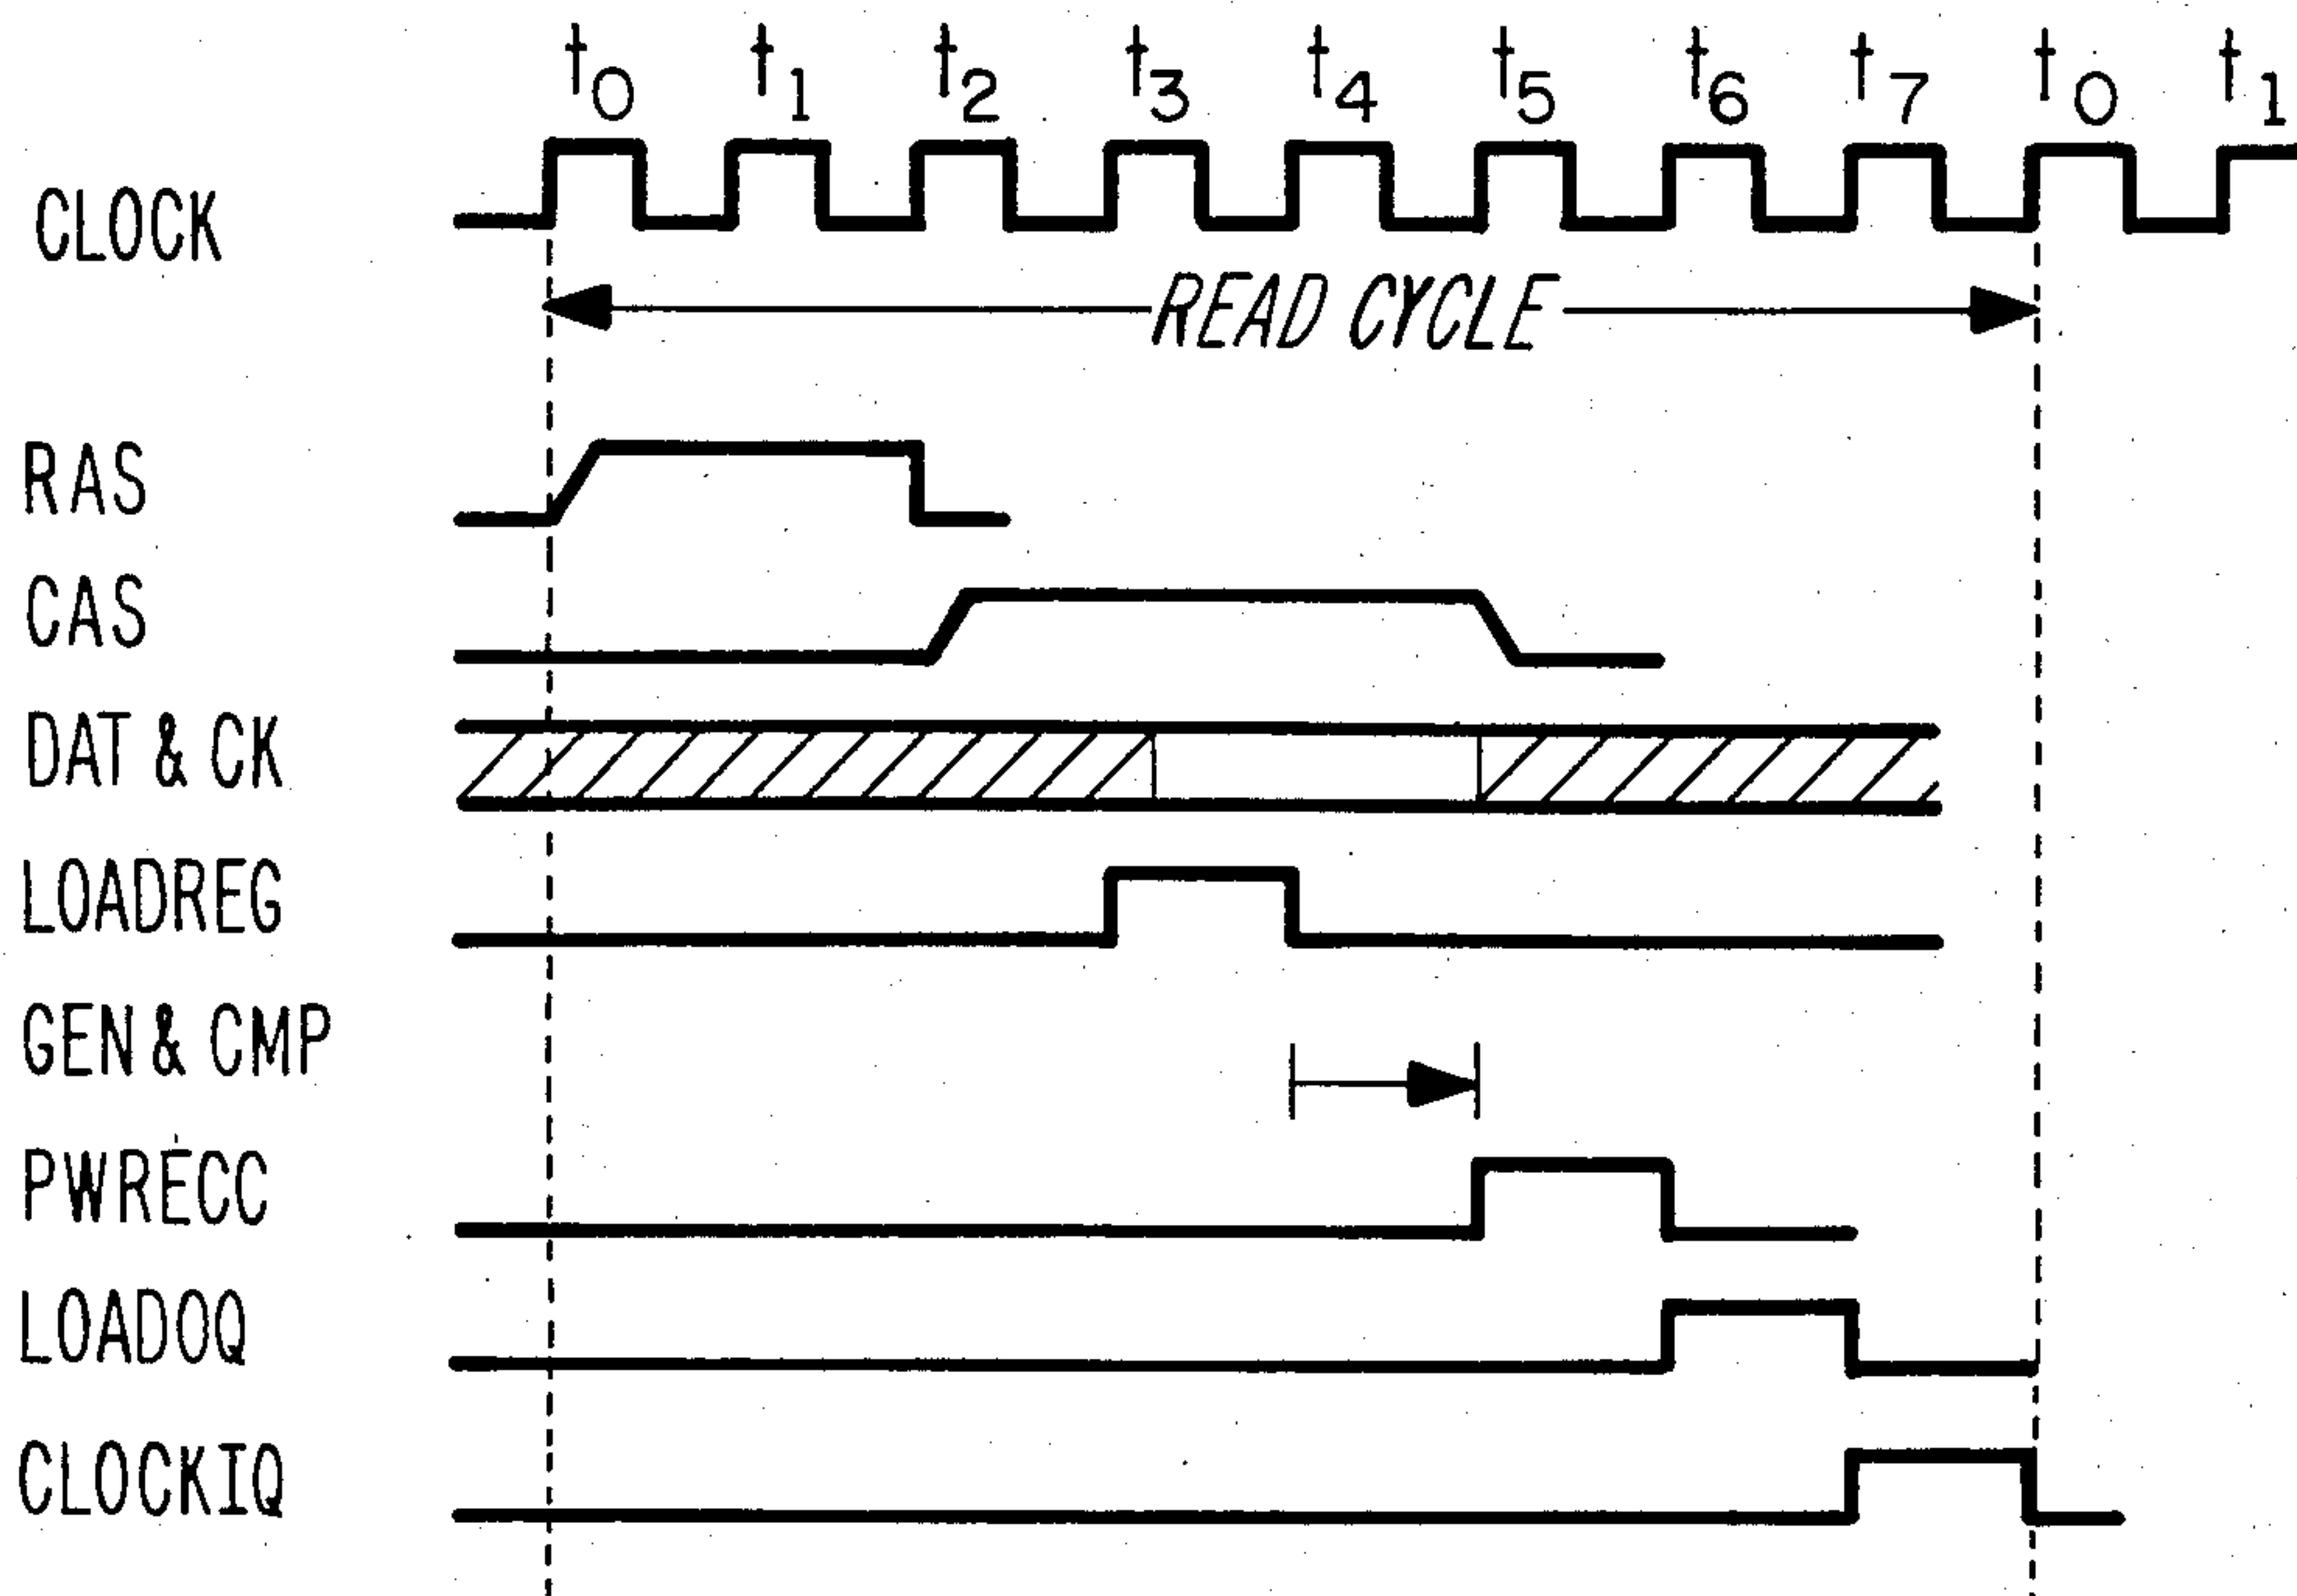 t0 t1 t2 t3 t4 t5 t6 t7 t0 t1
CLOCK
READ CYCLE
RAS
CAS
DAT & CK
LOADREG
GEN & CMP
PWRECC
LOADOQ
CLOCKIQ